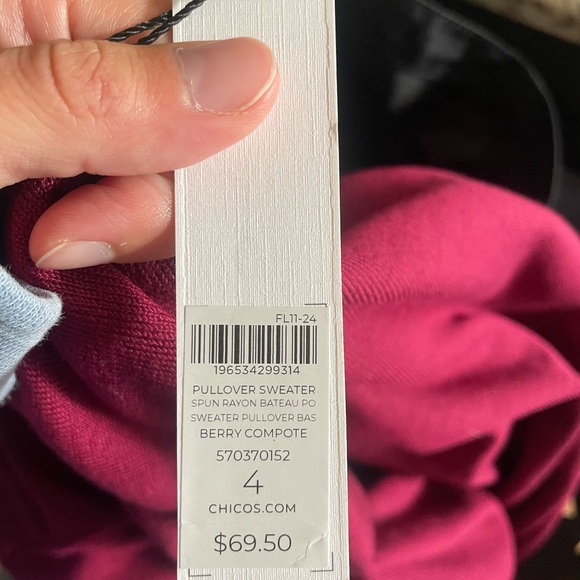 FL11-24
196534299314
PULLOVER SWEATER
SPUN RAYON BATEAU PO
SWEATER PULLOVER BAS
BERRY COMPOTE
570370152
4
CHICOS.COM
$69.50